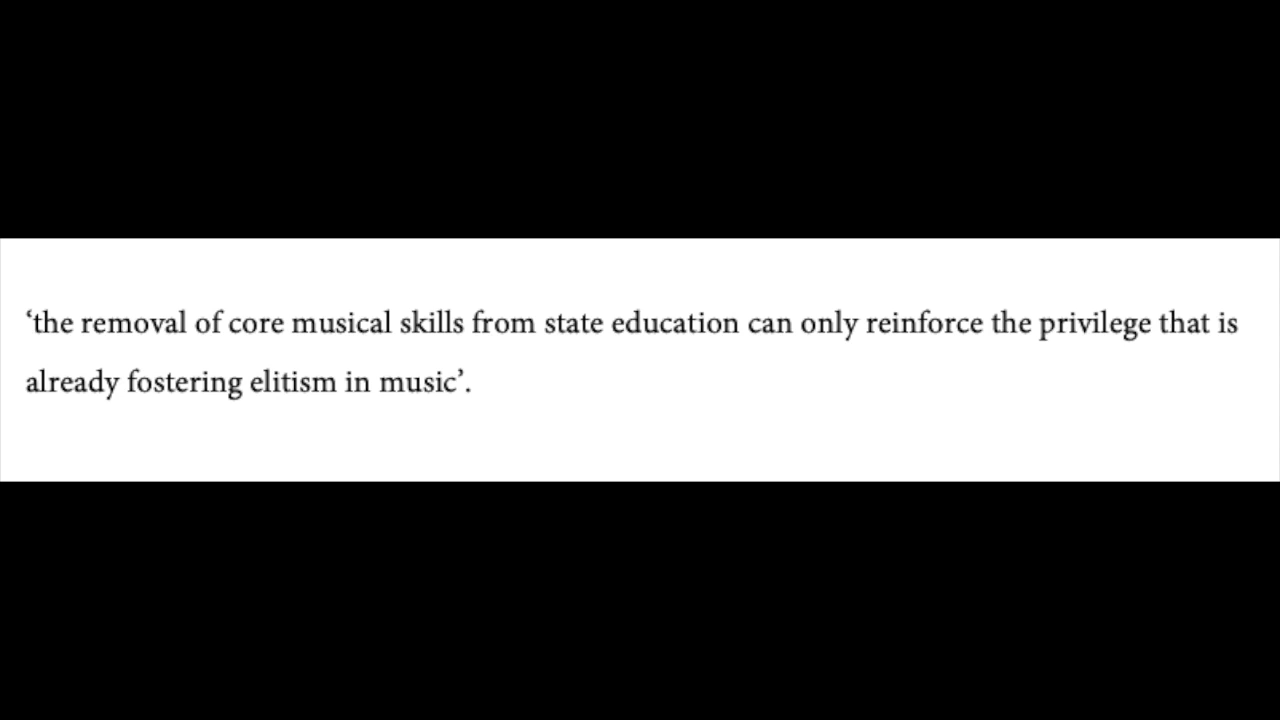 ‘the removal of core musical skills from state education can only reinforce the privilege that is
already fostering elitism in music’.